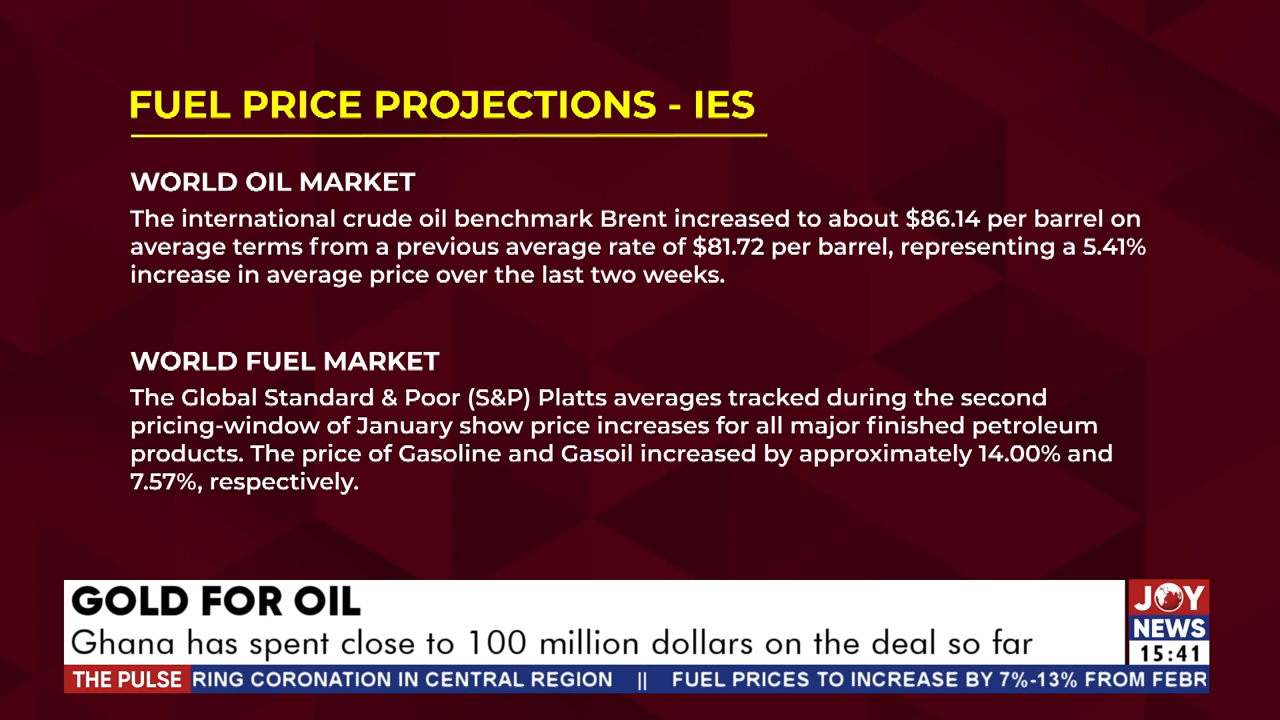 FUEL PRICE PROJECTIONS - IES
WORLD OIL MARKET
The international crude oil benchmark Brent increased to about $86.14 per barrel on
average terms from a previous average rate of $81.72 per barrel, representing a 5.41%
increase in average price over the last two weeks.
WORLD FUEL MARKET
The Global Standard & Poor (S&P) Platts averages tracked during the second
pricing-window of January show price increases for all major finished petroleum
products. The price of Gasoline and Gasoil increased by approximately 14.00% and
7.57%, respectively.
GOLD FOR OIL
Ghana has spent close to 100 million dollars on the deal so far
JOY
NEWS
15:41
THE PULSE RING CORONATION IN CENTRAL REGION || FUEL PRICES TO INCREASE BY 7%-13% FROM FEBR